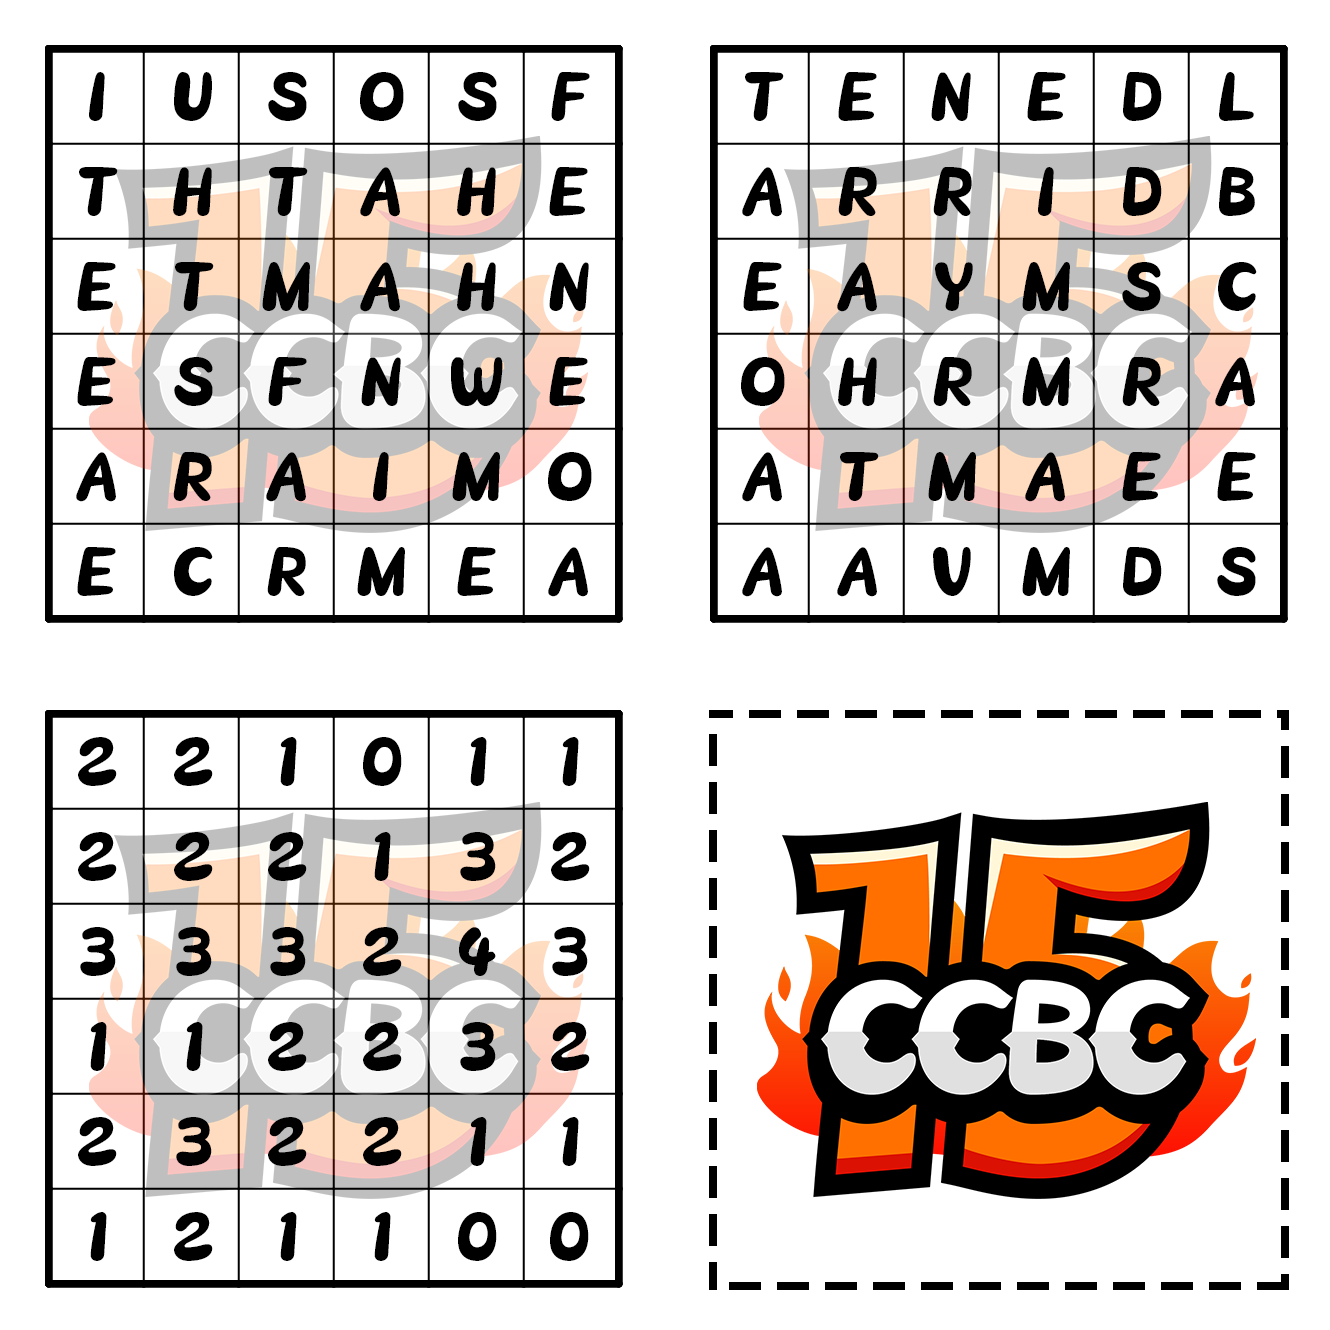 I U S O S F
T H T A H E
E T M A H N
E S F N W E
A R A I M O
E C R M E A
T E N E D L
A R R I D B
E A Y M S C
O H R M R A
A T M A E E
A A U M D S
2 2 1 0 1 1
2 2 2 1 3 2
3 3 3 2 4 3
1 1 2 2 3 2
2 3 2 2 1 1
1 2 1 1 0 0
15
CCBC